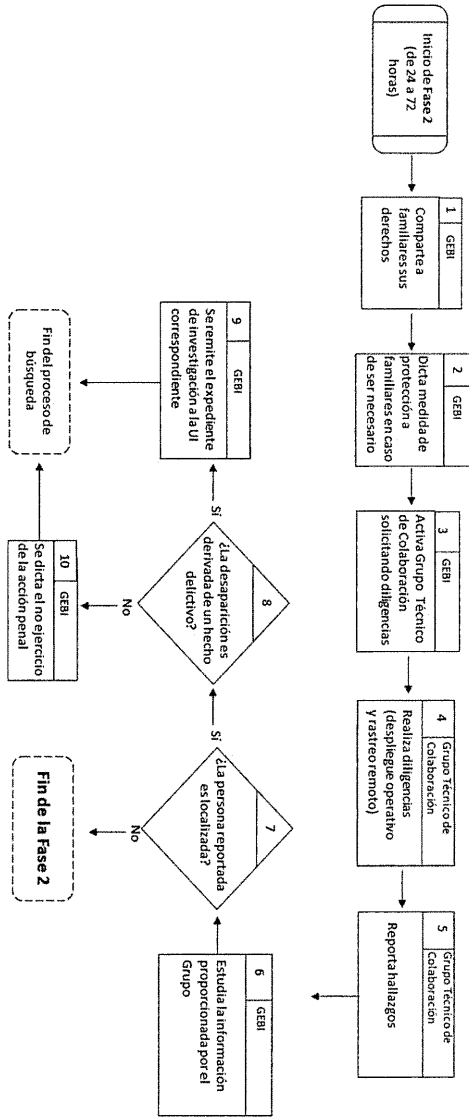 Inicio de Fase 2
(de 24 a 72
horas)
1
GEBI
Comparte a
familiares sus
derechos
2
GEBI
Dicta medida de
protección a
familiares en caso
de ser necesario
3
GEBI
Activa Grupo Técnico
de Colaboración
solicitando diligencias
4
Grupo Técnico de
Colaboración
Realiza diligencias
(despliegue operativo
y rastreo remoto)
5
Grupo Técnico de
Colaboración
Reporta hallazgos
6
GEBI
Estudia la información
proporcionada por el
Grupo
7
¿La persona reportada
es localizada?
No
Fin de la Fase 2
Sí
8
¿La desaparición es
derivada de un hecho
delictivo?
Sí
No
9
GEBI
Se remite el expediente
de investigación a la UI
correspondiente
10
GEBI
Se dicta el no ejercicio
de la acción penal
Fin del proceso de
búsqueda